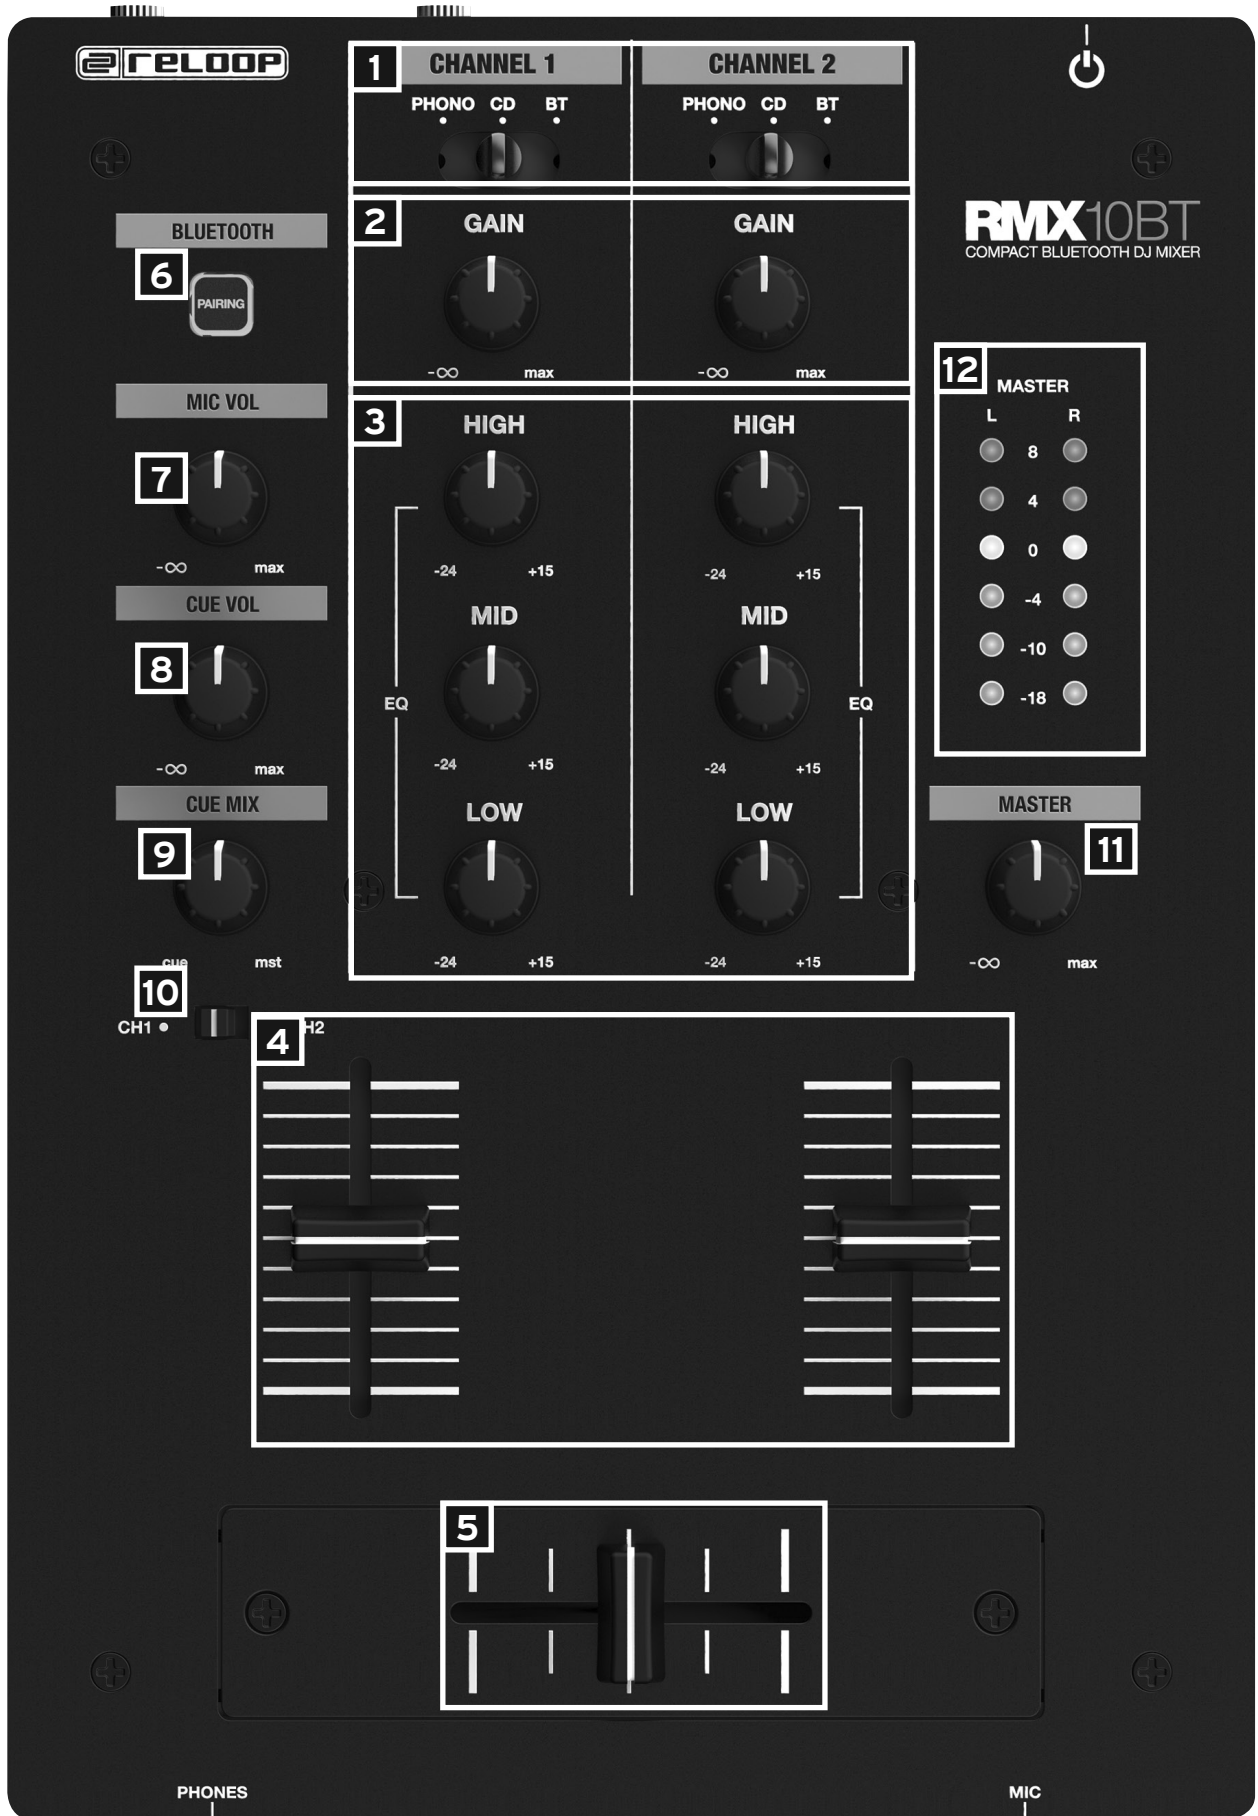 RELOOP
1 CHANNEL 1 CHANNEL 2
PHONO CD BT PHONO CD BT
2 GAIN GAIN
-∞ max -∞ max
RMX10BT
COMPACT BLUETOOTH DJ MIXER
BLUETOOTH
6
PAIRING
MIC VOL
7
-∞ max
CUE VOL
8
-∞ max
CUE MIX
9
cue mst
10
CH1 H2
3 HIGH HIGH
-24 +15 -24 +15
MID MID
EQ EQ
-24 +15 -24 +15
LOW LOW
-24 +15 -24 +15
12 MASTER
L R
8
4
0
-4
-10
-18
MASTER
11
-∞ max
4
5
PHONES MIC